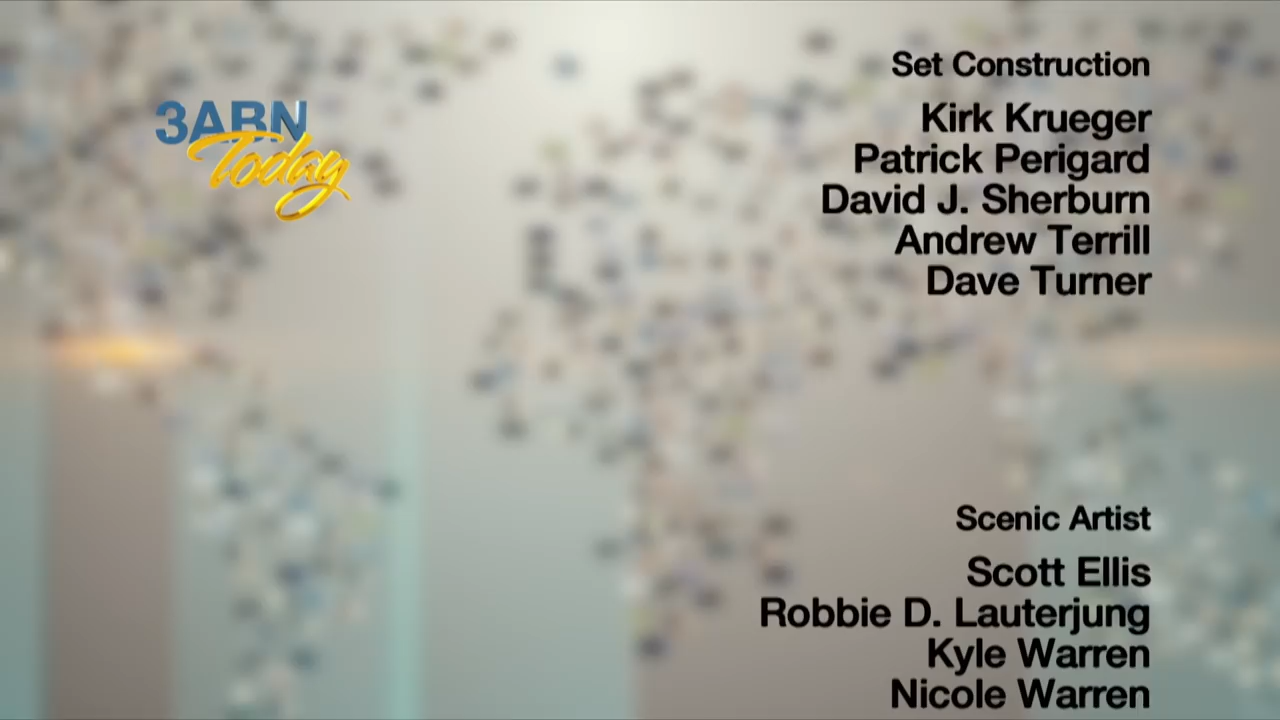 3ABN
Today
Set Construction
Kirk Krueger
Patrick Perigard
David J. Sherburn
Andrew Terrill
Dave Turner
Scenic Artist
Scott Ellis
Robbie D. Lauterjung
Kyle Warren
Nicole Warren